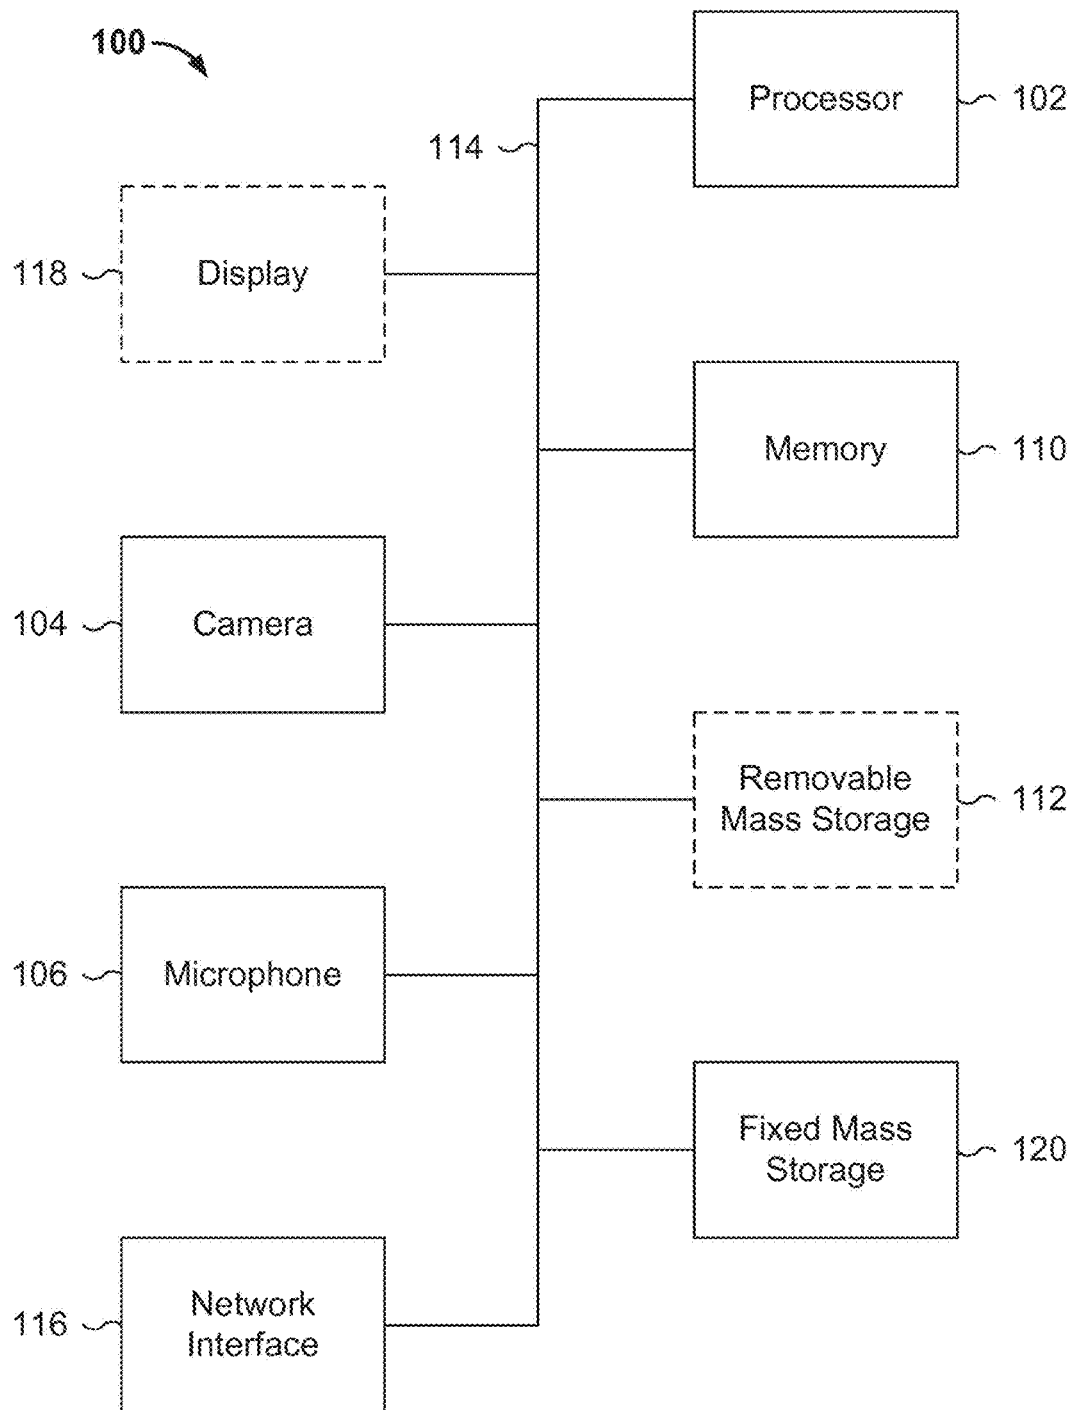 100
Processor
102
114
118
Display
Memory
110
104
Camera
Removable
Mass Storage
112
106
Microphone
Fixed Mass
Storage
120
116
Network
Interface